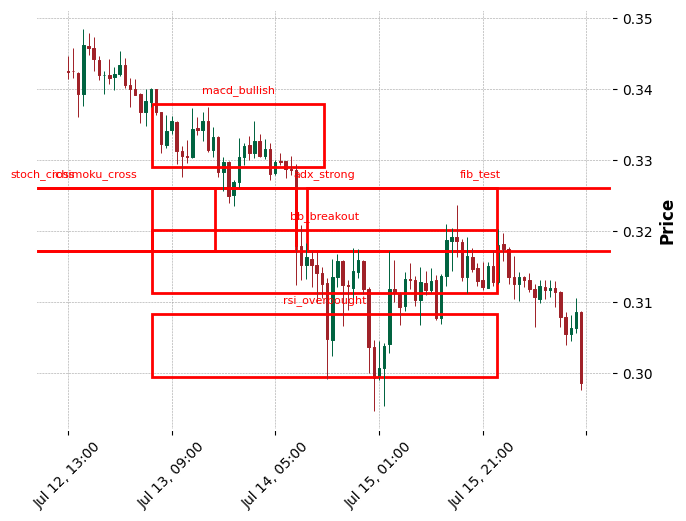 0.35
macd_bullish
0.34
0.33
stoch_cross
ichimoku_cross
adx_strong
fib_test
bb_breakout
0.32
rsi_overbought
0.31
0.30
Price
Jul 12, 13:00
Jul 13, 09:00
Jul 14, 05:00
Jul 15, 01:00
Jul 15, 21:00